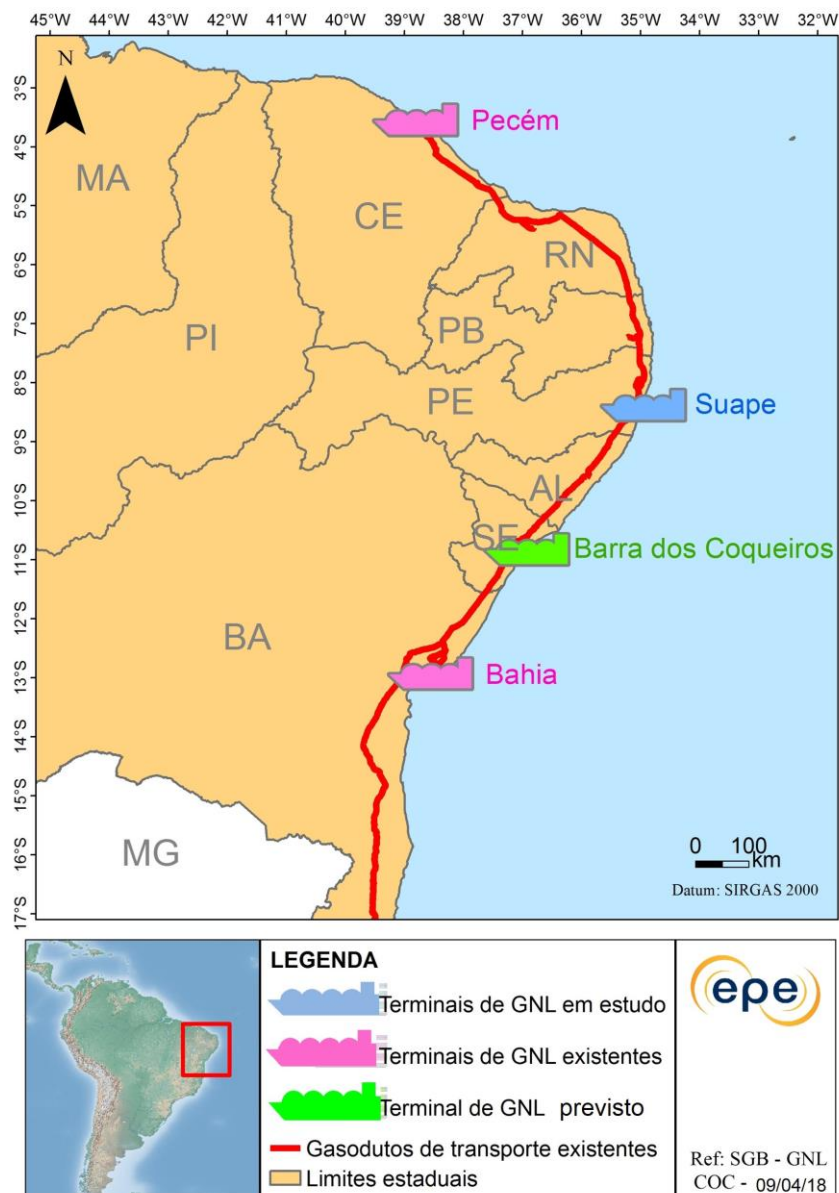 45°W 44°W 43°W 42°W 41°W 40°W 39°W 38°W 37°W 36°W 35°W 34°W 33°W 32°W
N
3°S
4°S
5°S
6°S
7°S
8°S
9°S
10°S
11°S
12°S
13°S
14°S
15°S
16°S
17°S
Pecém
MA
CE
RN
PB
PI
PE
Suape
AL
SE
Barra dos Coqueiros
BA
Bahia
MG
0 100
km
Datum: SIRGAS 2000
LEGENDA
Terminais de GNL em estudo
Terminais de GNL existentes
Terminal de GNL previsto
Gasodutos de transporte existentes
Limites estaduais
epe
Ref: SGB - GNL
COC - 09/04/18